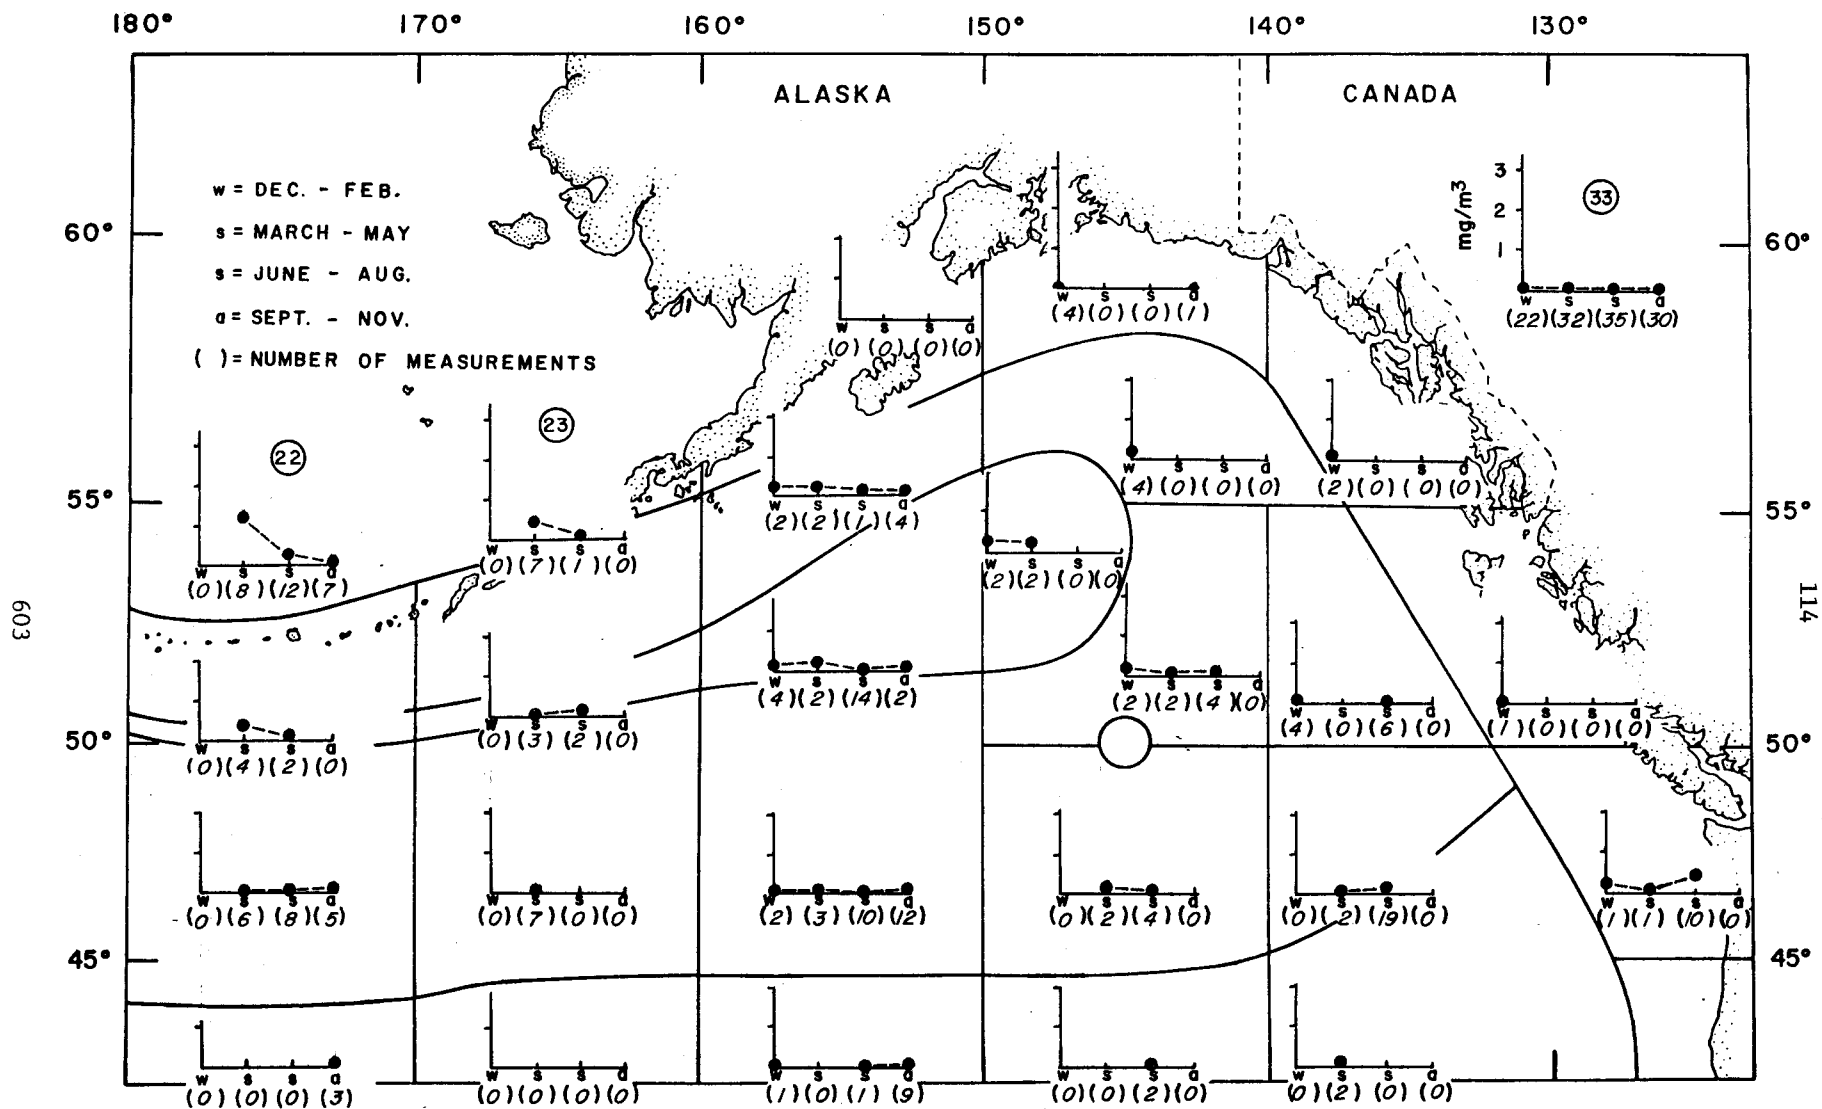 180° 170° 160° 150° 140° 130°
ALASKA CANADA
w = DEC. - FEB.
s = MARCH - MAY
s = JUNE - AUG.
a = SEPT. - NOV.
( ) = NUMBER OF MEASUREMENTS
3
2
1
mg/m³
33
w s s a
(22)(32)(35)(30)
60° 60°
w s s a
(4)(0)(0)(1)
w s s a
(0)(0)(0)(0)
22
w s s a
(0)(8)(12)(7)
23
w s s a
(0)(7)(1)(0)
w s s a
(2)(2)(1)(4)
w s s a
(4)(0)(0)(0)
w s s a
(2)(0)(0)(0)
55° 55°
w s s a
(2)(2)(0)(0)
603
114
w s s a
(0)(4)(2)(0)
w s s a
(0)(3)(2)(0)
w s s a
(4)(2)(14)(2)
w s s a
(2)(2)(4)(0)
w s s a
(4)(0)(6)(0)
w s s a
(1)(0)(0)(0)
50° 50°
w s s a
(0)(6)(8)(5)
w s s a
(0)(7)(0)(0)
w s s a
(2)(3)(10)(12)
w s s a
(0)(2)(4)(0)
w s s a
(0)(2)(19)(0)
w s s a
(1)(1)(10)(0)
45° 45°
w s s a
(0)(0)(0)(3)
w s s a
(0)(0)(0)(0)
w s s a
(1)(0)(1)(9)
w s s a
(0)(0)(2)(0)
w s s a
(0)(2)(0)(0)